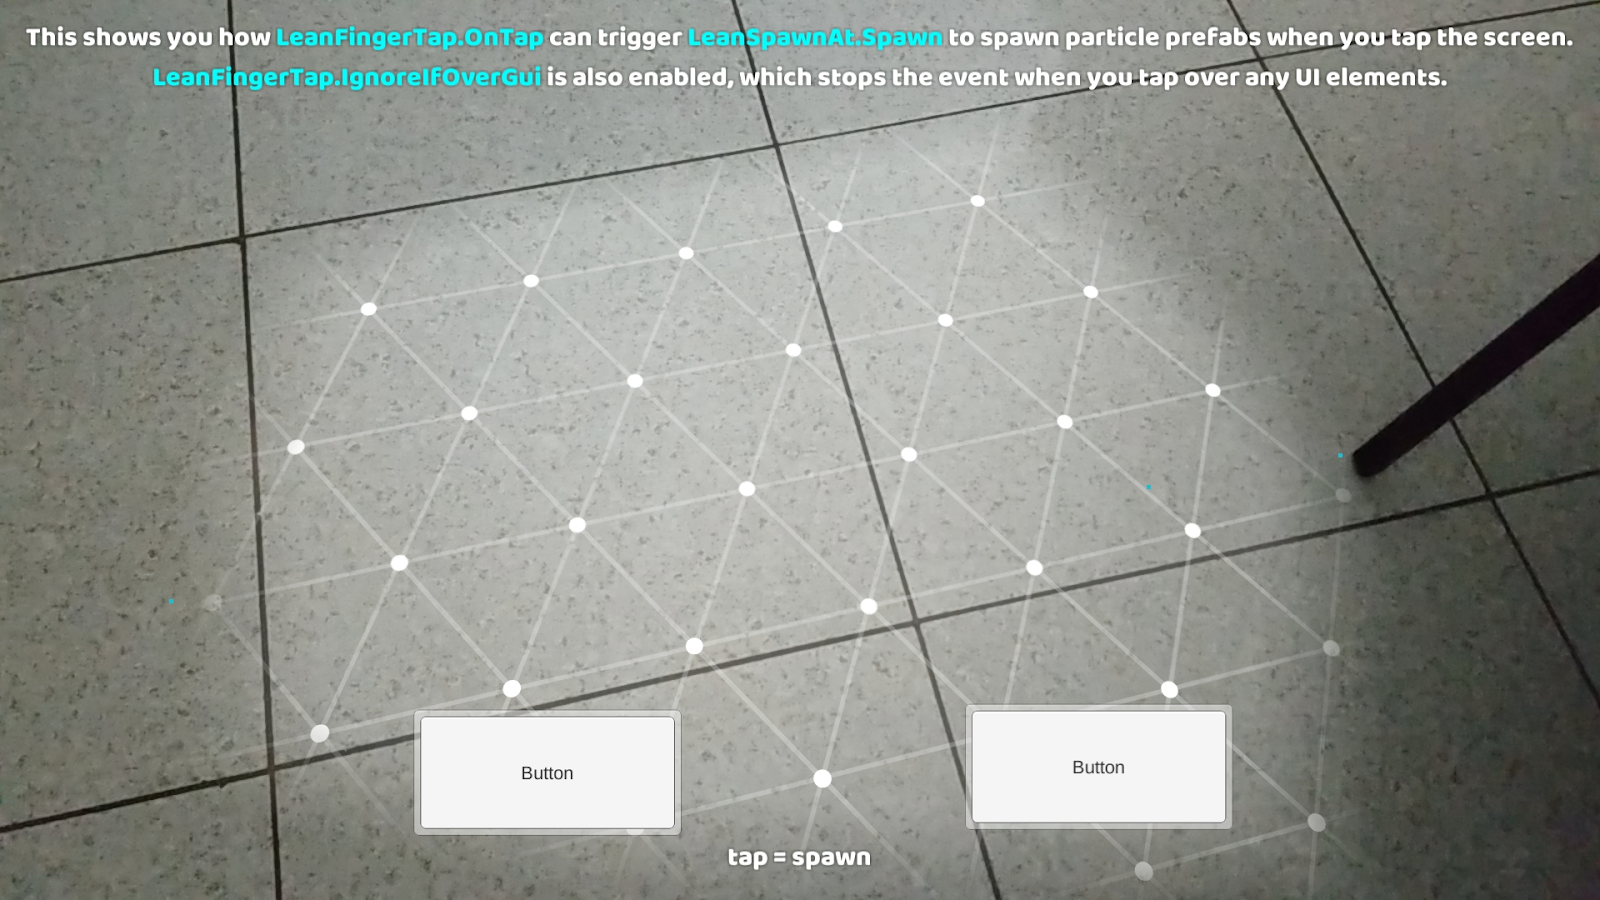 This shows you how LeanFingerTap.OnTap can trigger LeanSpawnAt.Spawn to spawn particle prefabs when you tap the screen.
LeanFingerTap.IgnoreIfOverGui is also enabled, which stops the event when you tap over any UI elements.
Button
Button
tap = spawn